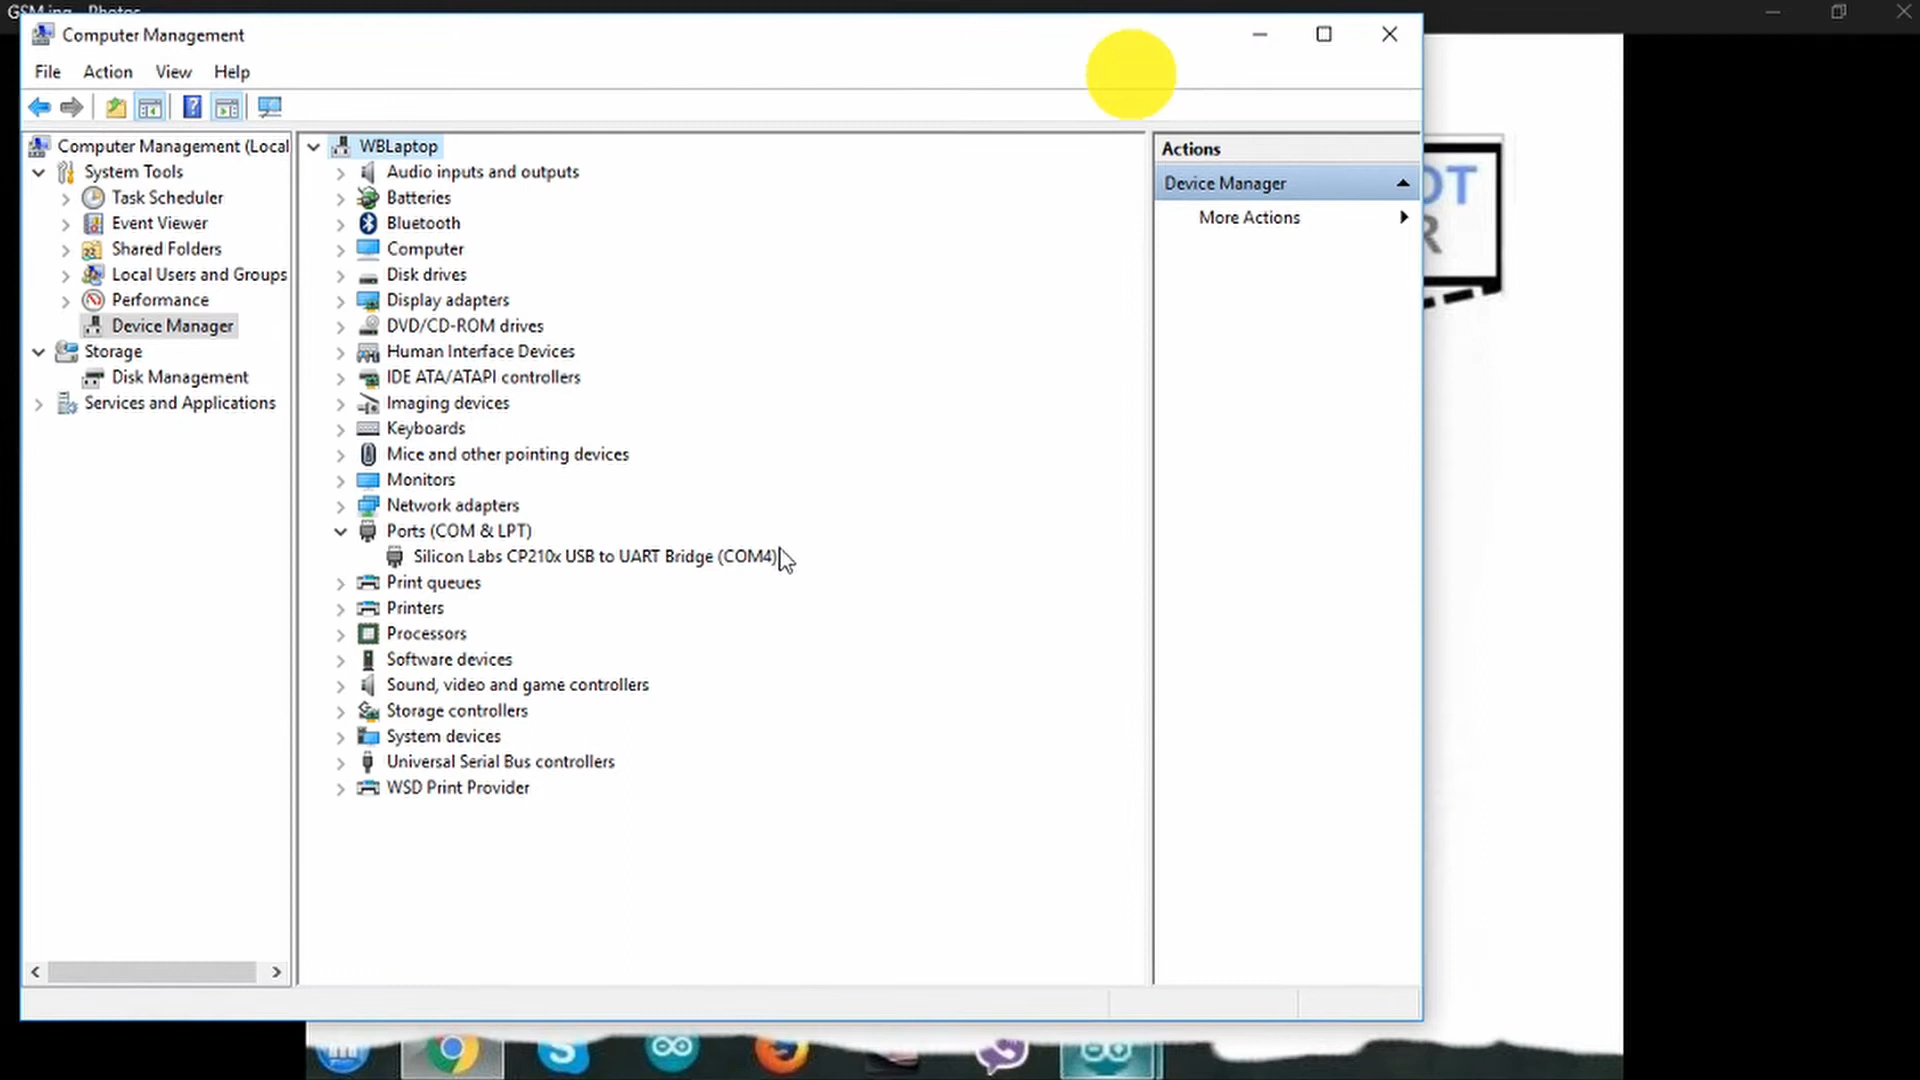 GSM.jpg - Photos
Computer Management
File Action View Help
Computer Management (Local
System Tools
Task Scheduler
Event Viewer
Shared Folders
Local Users and Groups
Performance
Device Manager
Storage
Disk Management
Services and Applications
WBLaptop
Audio inputs and outputs
Batteries
Bluetooth
Computer
Disk drives
Display adapters
DVD/CD-ROM drives
Human Interface Devices
IDE ATA/ATAPI controllers
Imaging devices
Keyboards
Mice and other pointing devices
Monitors
Network adapters
Ports (COM & LPT)
Silicon Labs CP210x USB to UART Bridge (COM4)
Print queues
Printers
Processors
Software devices
Sound, video and game controllers
Storage controllers
System devices
Universal Serial Bus controllers
WSD Print Provider
Actions
Device Manager
More Actions